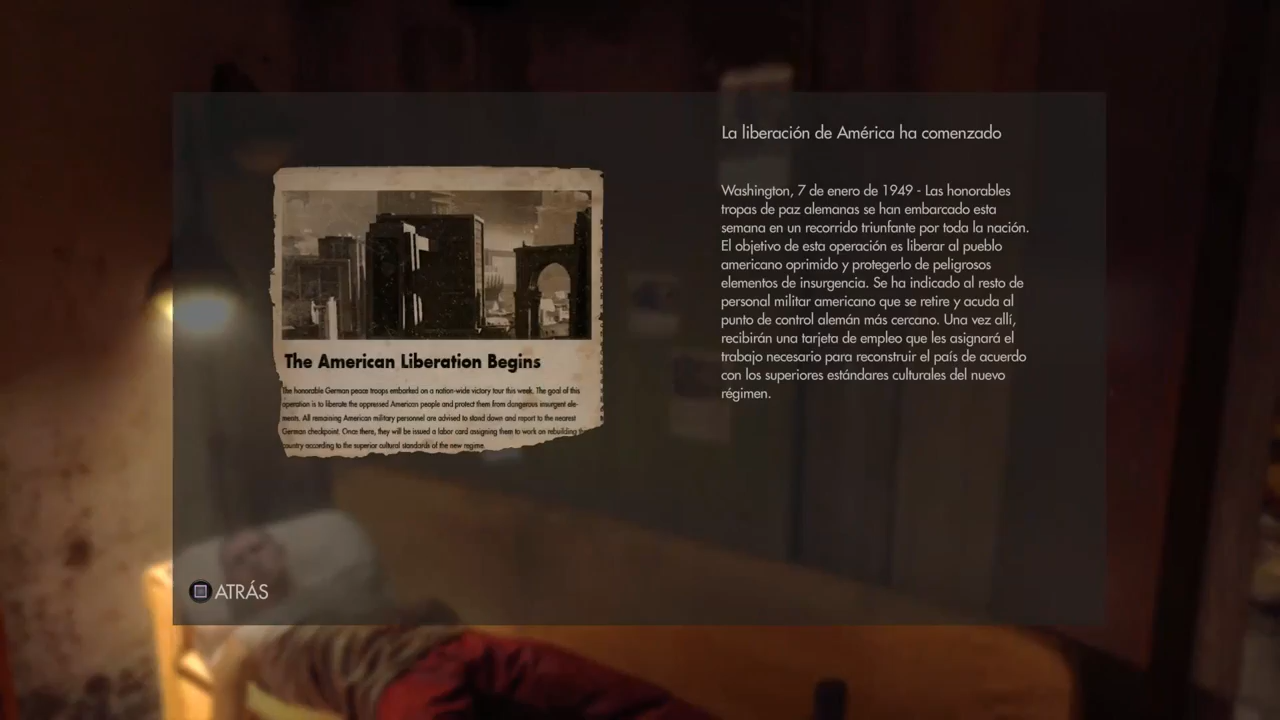 The American Liberation Begins
The honorable German peace troops embarked on a nation-wide victory tour this week. The goal of this
operation is to liberate the oppressed American people and protect them from dangerous insurgent ele-
ments. All remaining American military personnel are advised to stand down and report to the nearest
German checkpoint. Once there, they will be issued a labor card assigning them to work on rebuilding the
country according to the superior cultural standards of the new regime.
La liberación de América ha comenzado
Washington, 7 de enero de 1949 - Las honorables
tropas de paz alemanas se han embarcado esta
semana en un recorrido triunfante por toda la nación.
El objetivo de esta operación es liberar al pueblo
americano oprimido y protegerlo de peligrosos
elementos de insurgencia. Se ha indicado al resto de
personal militar americano que se retire y acuda al
punto de control alemán más cercano. Una vez allí,
recibirán una tarjeta de empleo que les asignará el
trabajo necesario para reconstruir el país de acuerdo
con los superiores estándares culturales del nuevo
régimen.
ATRÁS